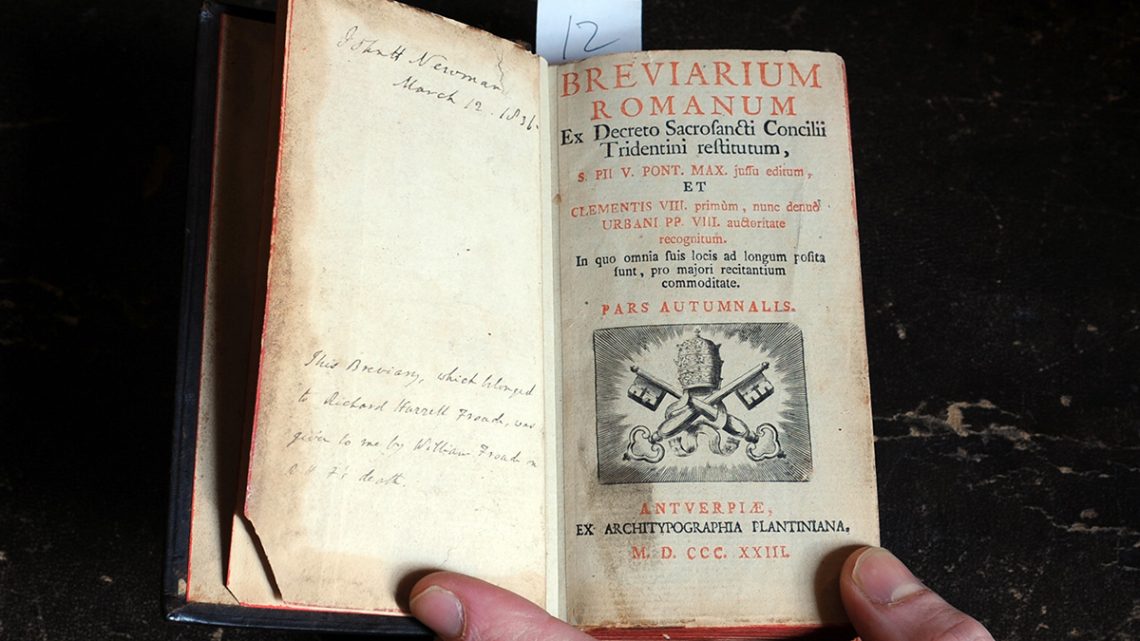 12
John H Newman
March 12. 1836.
This Breviary, which belonged
to Richard Hurrell Froude, was
given to me by William Froude on
R H F's death.
BREVIARIUM
ROMANUM
Ex Decreto Sacroſancti Concilii
Tridentini reſtitutum,
S. PII V. PONT. MAX. juſſu editum,
ET
CLEMENTIS VIII. primùm, nunc denuò
URBANI PP. VIII. auctoritate
recognitum.
In quo omnia ſuis locis ad longum poſita
ſunt, pro majori recitantium
commoditate.
PARS AUTUMNALIS.
ANTVERPIÆ,
EX ARCHITYPOGRAPHIA PLANTINIANA.
M. D. CCC. XXIII.